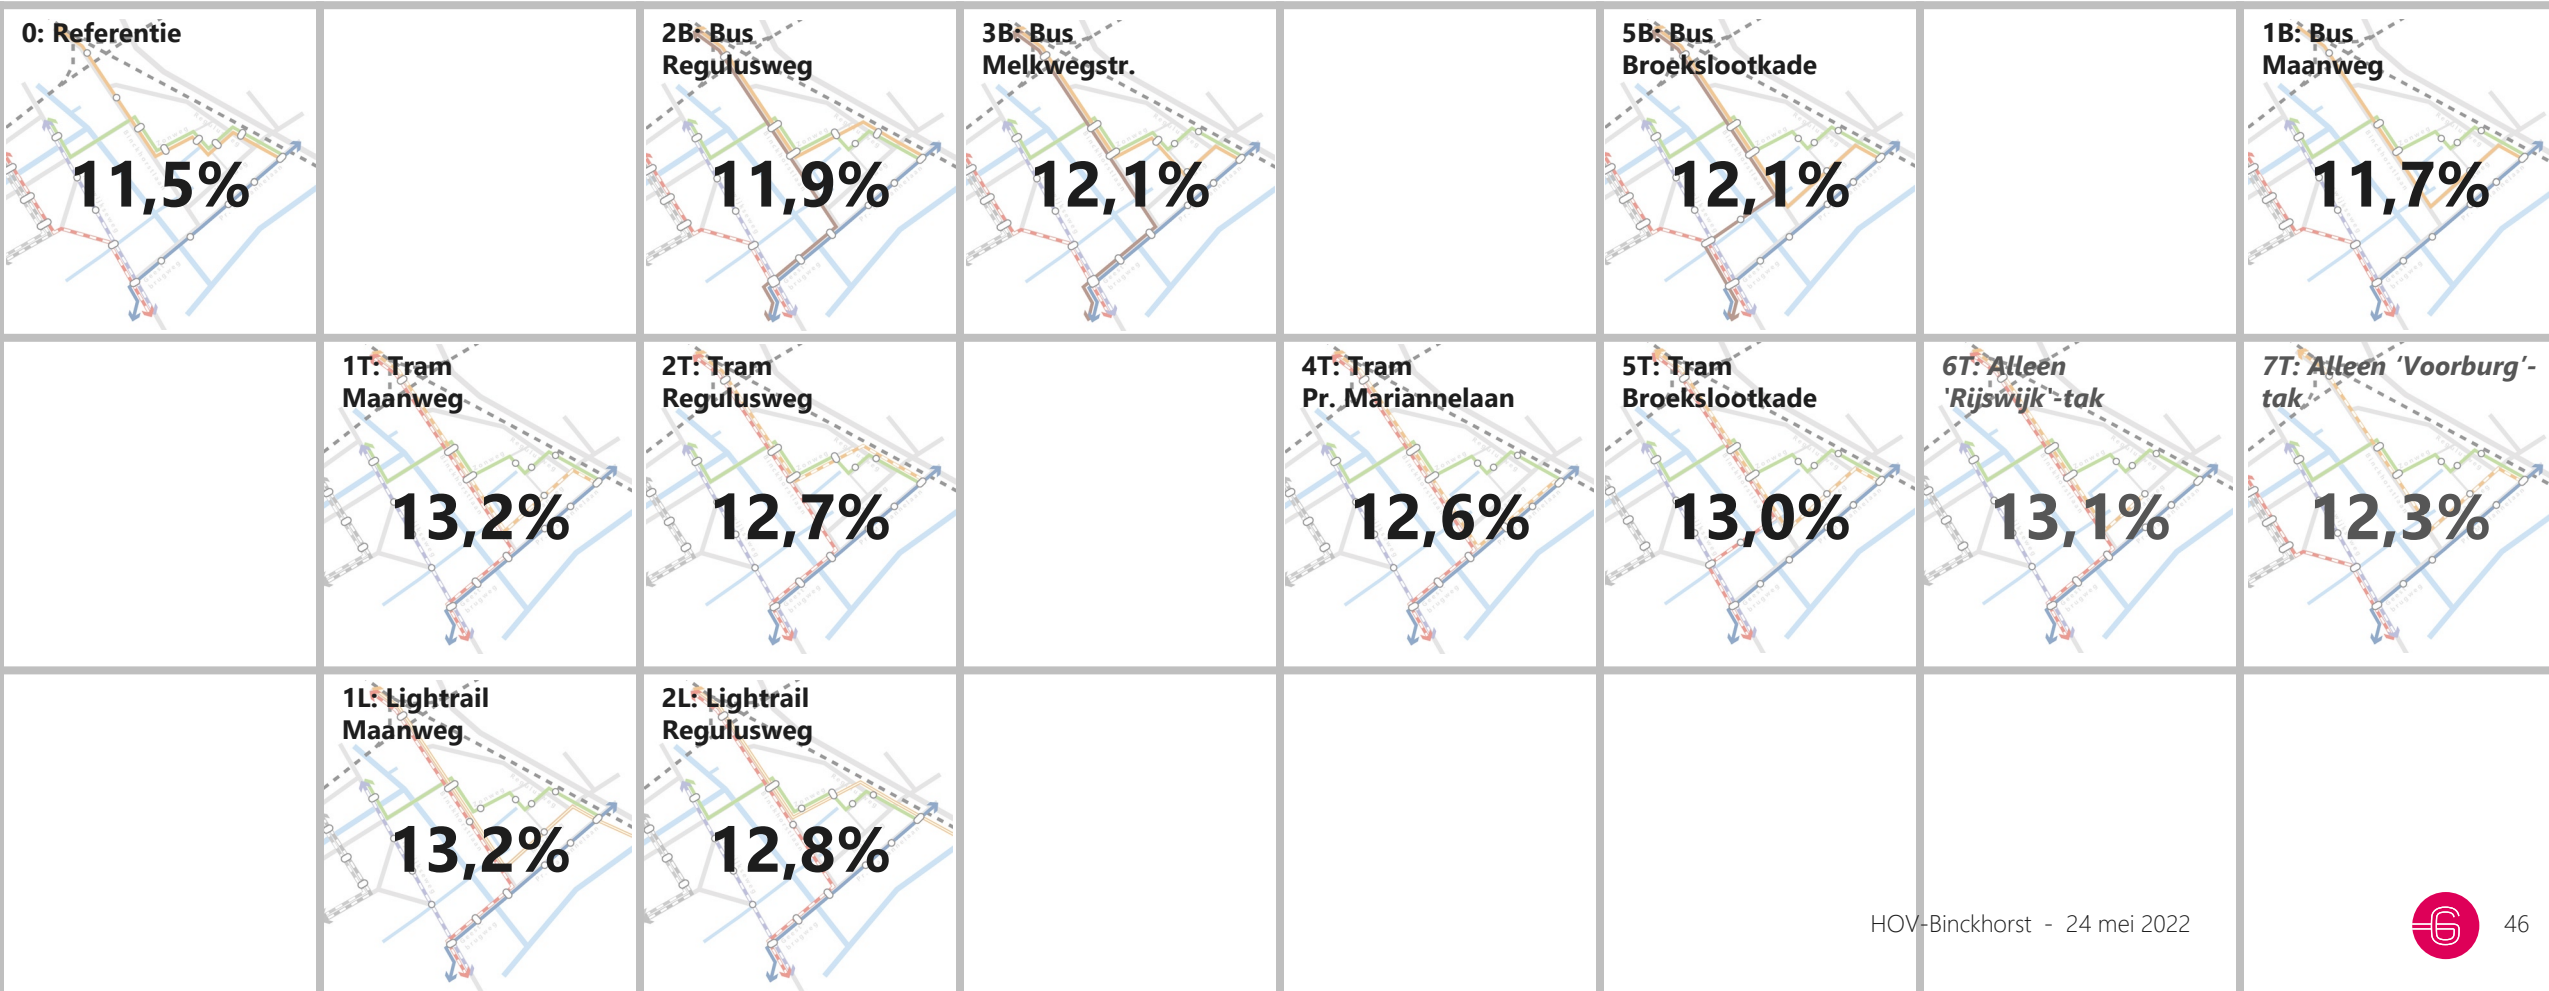 0: Referentie
11,5%
2B: Bus
Regulusweg
11,9%
3B: Bus
Melkwegstr.
12,1%
5B: Bus
Broekslootkade
12,1%
1B: Bus
Maanweg
11,7%
1T: Tram
Maanweg
13,2%
2T: Tram
Regulusweg
12,7%
4T: Tram
Pr. Mariannelaan
12,6%
5T: Tram
Broekslootkade
13,0%
6T: Alleen
'Rijswijk'-tak
13,1%
7T: Alleen ‘Voorburg’-
tak
12,3%
1L: Lightrail
Maanweg
13,2%
2L: Lightrail
Regulusweg
12,8%
HOV-Binckhorst - 24 mei 2022
46